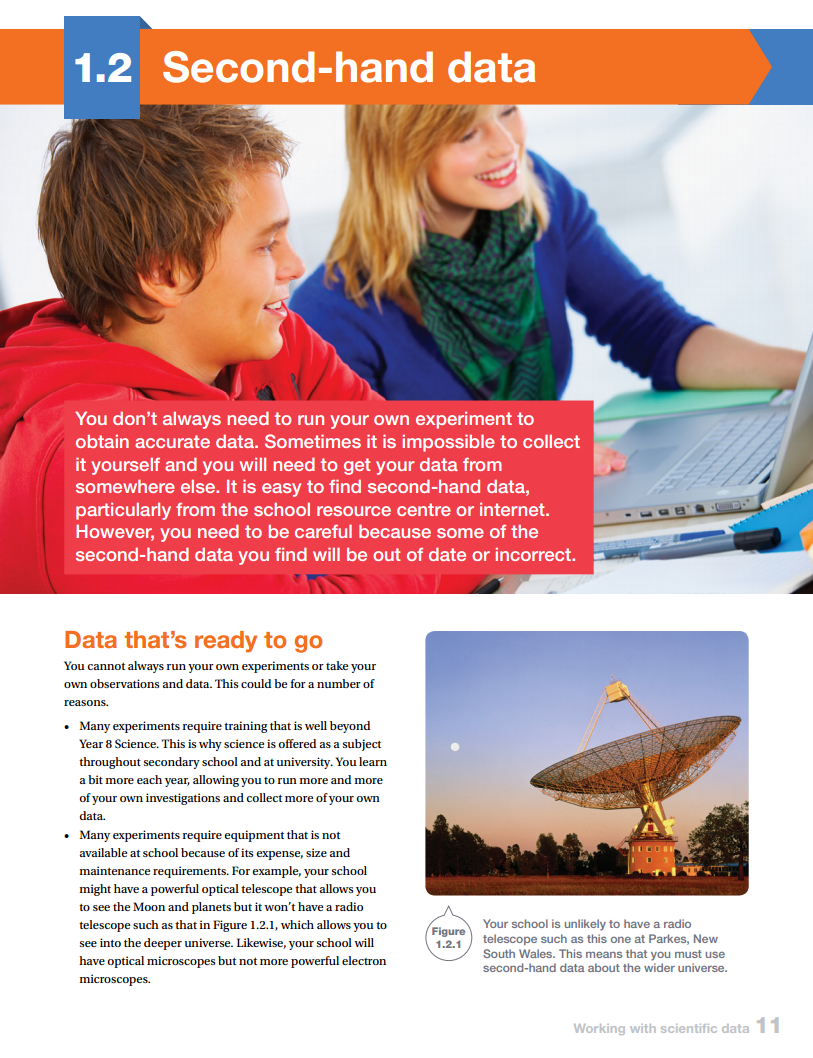 1.2 Second-hand data
You don't always need to run your own experiment to
obtain accurate data. Sometimes it is impossible to collect
it yourself and you will need to get your data from
somewhere else. It is easy to find second-hand data,
particularly from the school resource centre or internet.
However, you need to be careful because some of the
second-hand data you find will be out of date or incorrect.
Data that's ready to go
You cannot always run your own experiments or take your
own observations and data. This could be for a number of
reasons.
• Many experiments require training that is well beyond
Year 8 Science. This is why science is offered as a subject
throughout secondary school and at university. You learn
a bit more each year, allowing you to run more and more
of your own investigations and collect more of your own
data.
• Many experiments require equipment that is not
available at school because of its expense, size and
maintenance requirements. For example, your school
might have a powerful optical telescope that allows you
to see the Moon and planets but it won't have a radio
telescope such as that in Figure 1.2.1, which allows you to
see into the deeper universe. Likewise, your school will
have optical microscopes but not more powerful electron
microscopes.
Figure
1.2.1
Your school is unlikely to have a radio
telescope such as this one at Parkes, New
South Wales. This means that you must use
second-hand data about the wider universe.
Working with scientific data 11